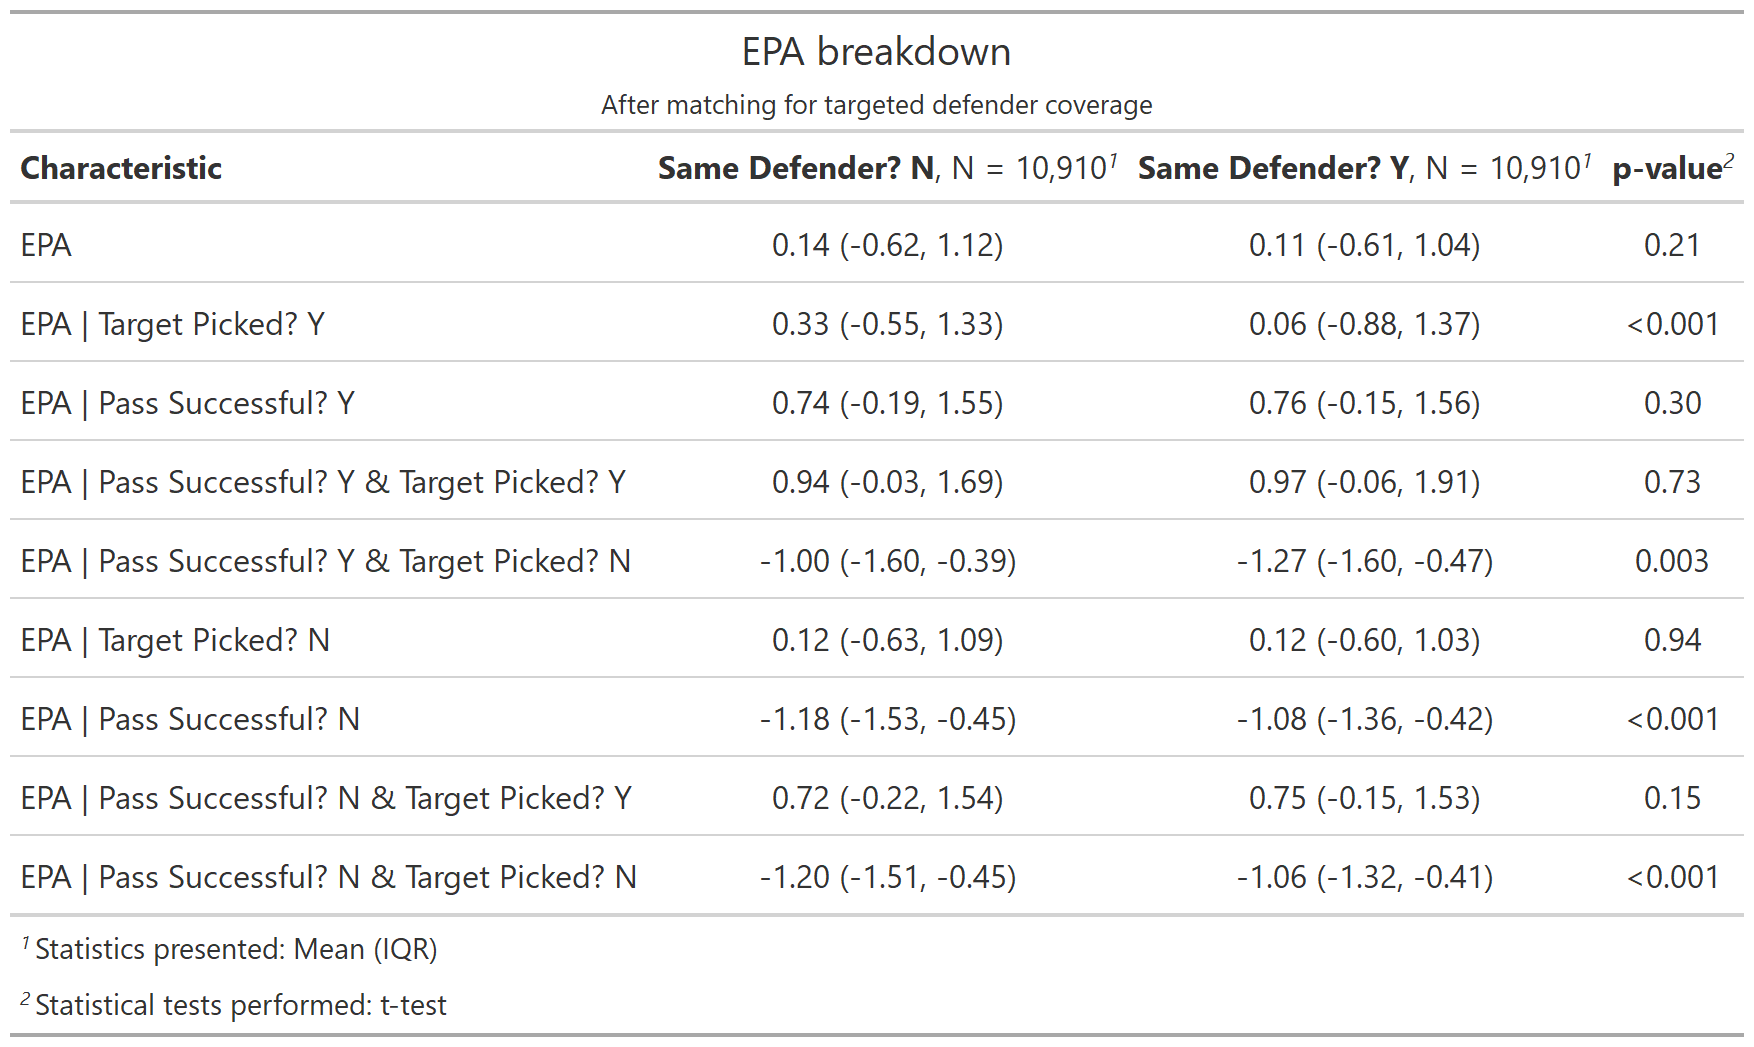 EPA breakdown
After matching for targeted defender coverage
Characteristic Same Defender? N, N = 10,910¹ Same Defender? Y, N = 10,910¹ p-value²
EPA 0.14 (-0.62, 1.12) 0.11 (-0.61, 1.04) 0.21
EPA | Target Picked? Y 0.33 (-0.55, 1.33) 0.06 (-0.88, 1.37) <0.001
EPA | Pass Successful? Y 0.74 (-0.19, 1.55) 0.76 (-0.15, 1.56) 0.30
EPA | Pass Successful? Y & Target Picked? Y 0.94 (-0.03, 1.69) 0.97 (-0.06, 1.91) 0.73
EPA | Pass Successful? Y & Target Picked? N -1.00 (-1.60, -0.39) -1.27 (-1.60, -0.47) 0.003
EPA | Target Picked? N 0.12 (-0.63, 1.09) 0.12 (-0.60, 1.03) 0.94
EPA | Pass Successful? N -1.18 (-1.53, -0.45) -1.08 (-1.36, -0.42) <0.001
EPA | Pass Successful? N & Target Picked? Y 0.72 (-0.22, 1.54) 0.75 (-0.15, 1.53) 0.15
EPA | Pass Successful? N & Target Picked? N -1.20 (-1.51, -0.45) -1.06 (-1.32, -0.41) <0.001
¹ Statistics presented: Mean (IQR)
² Statistical tests performed: t-test